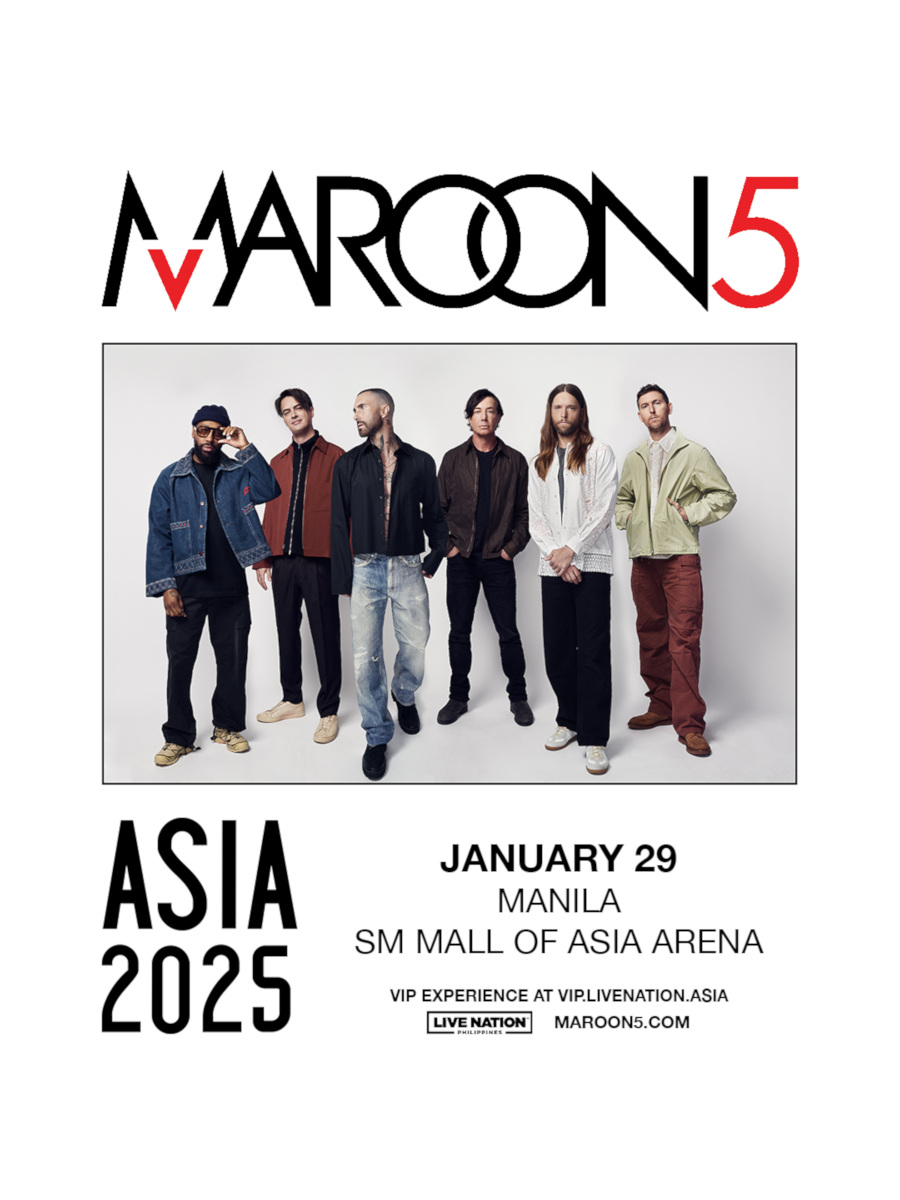 MAROON5
ASIA
2025
JANUARY 29
MANILA
SM MALL OF ASIA ARENA
VIP EXPERIENCE AT VIP.LIVENATION.ASIA
LIVE NATION
PHILIPPINES
MAROON5.COM